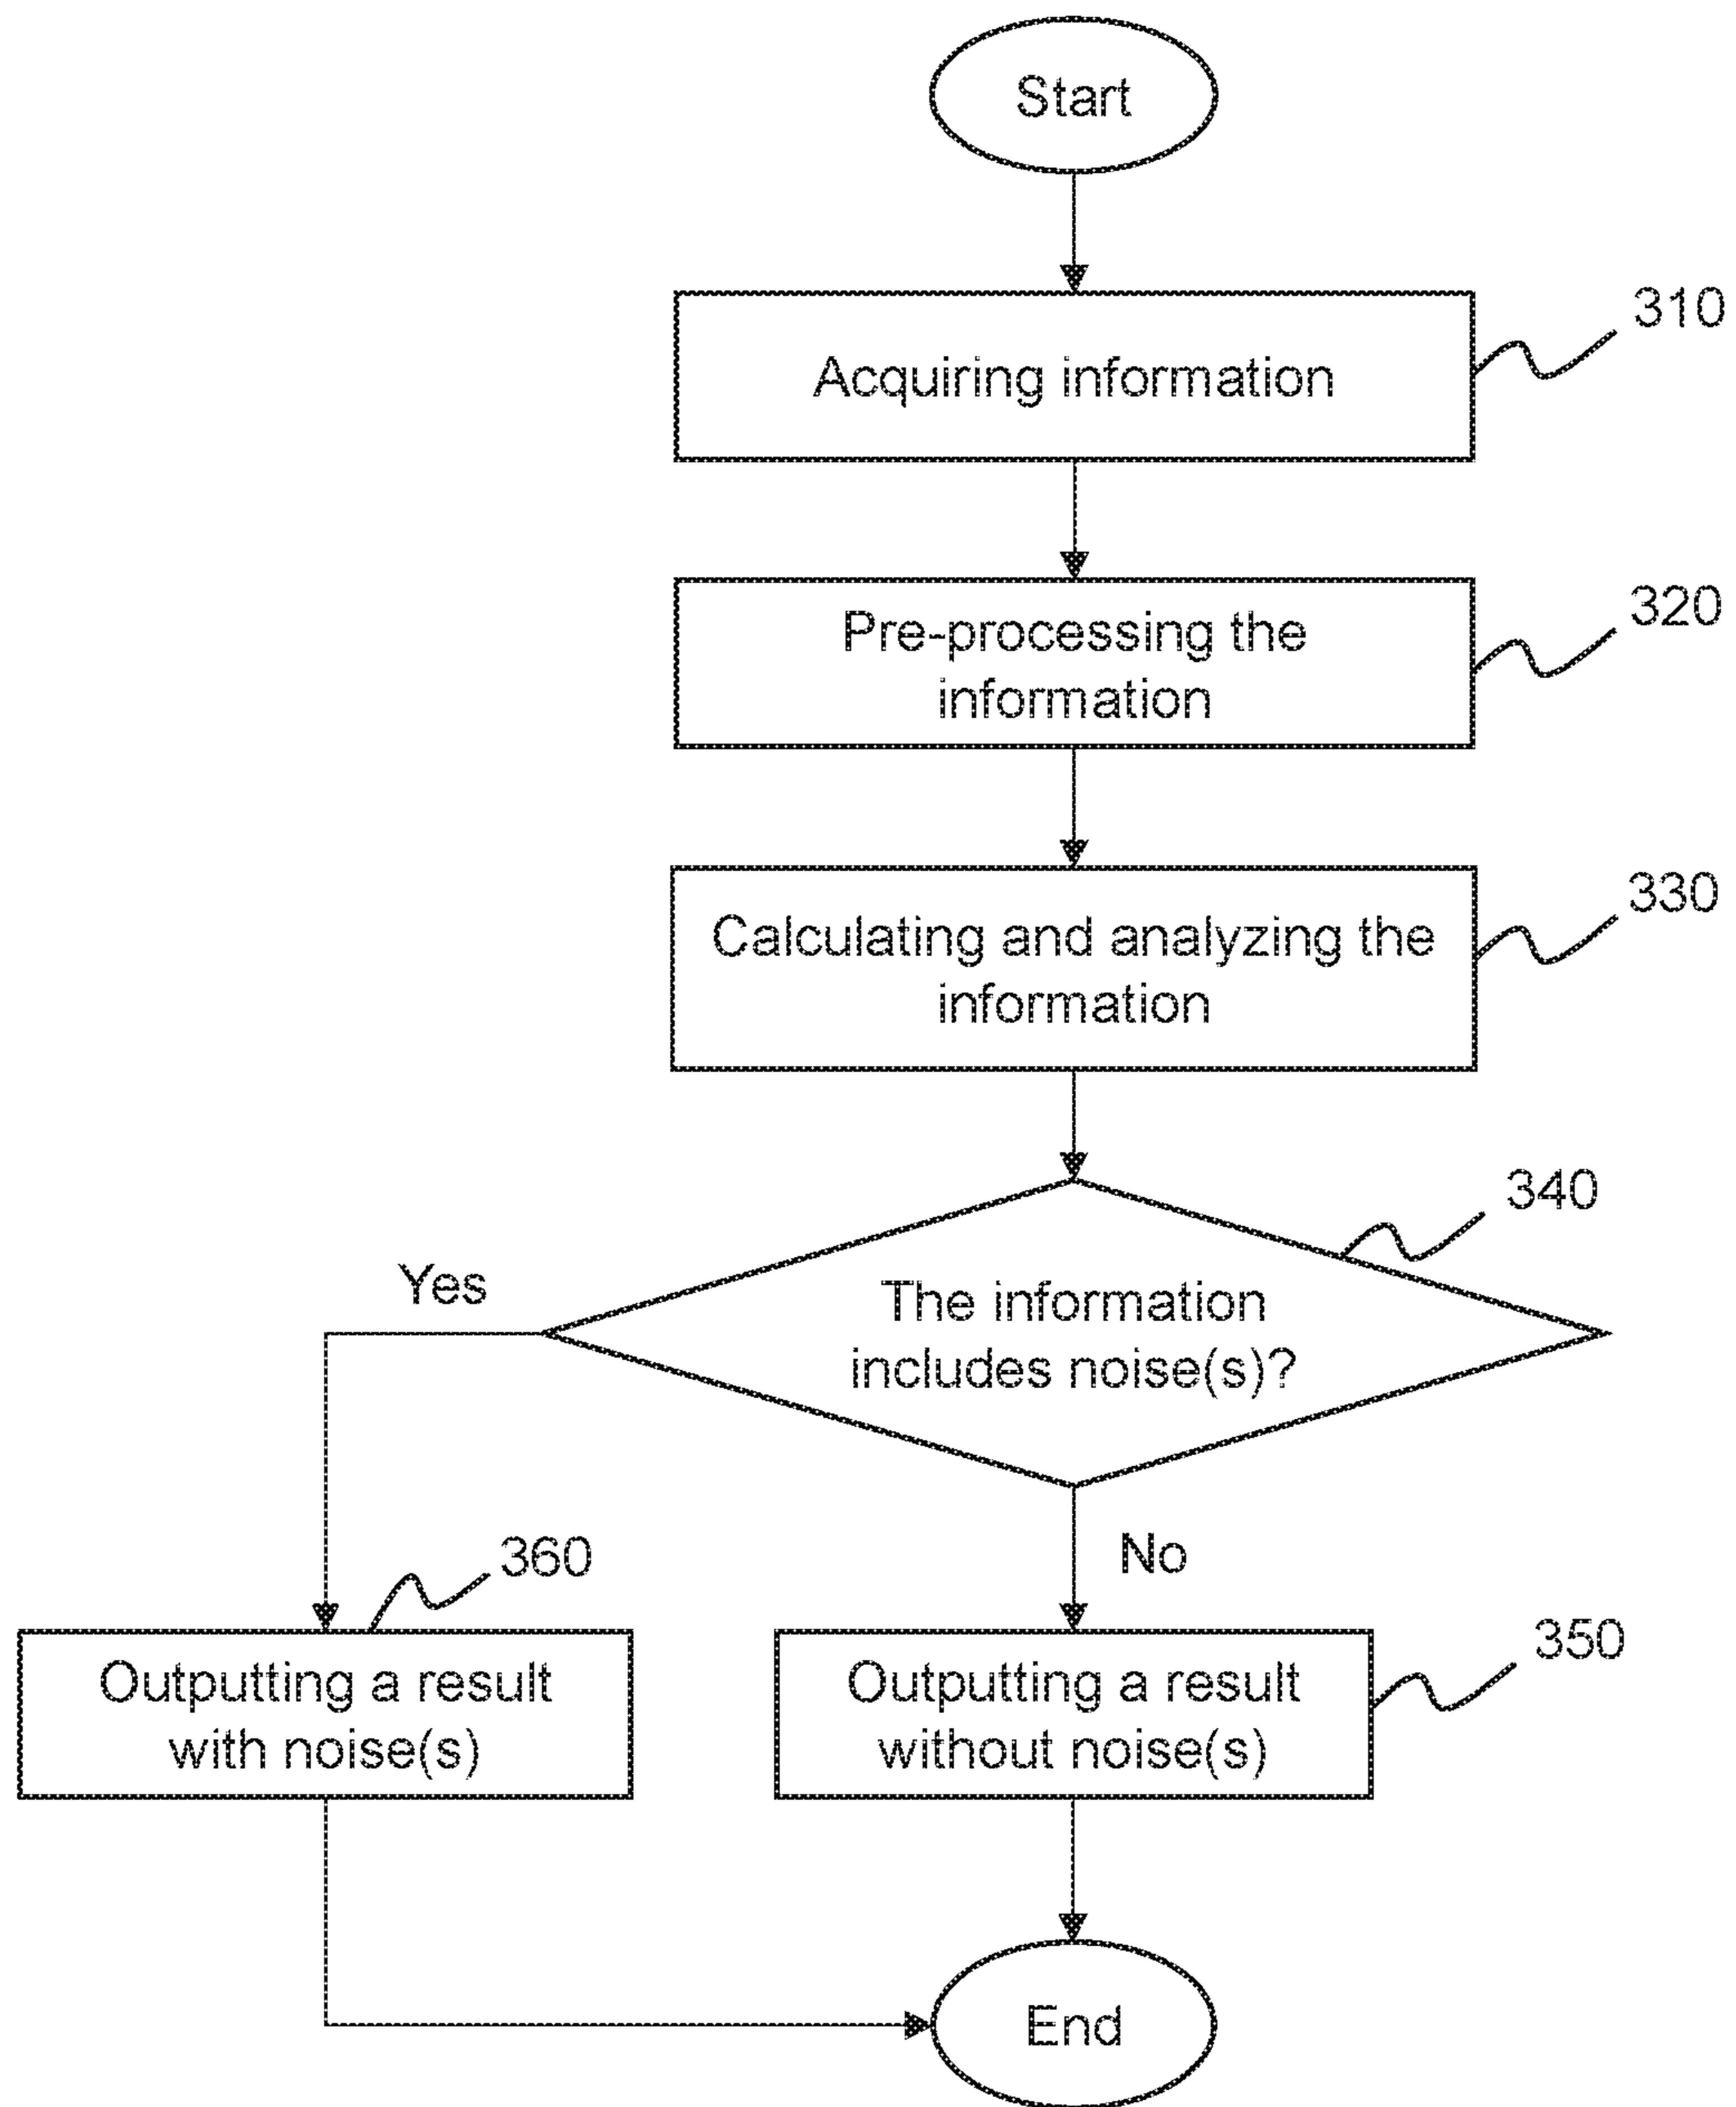 Start
310
Acquiring information
320
Pre-processing the
information
330
Calculating and analyzing the
information
340
Yes
The information
includes noise(s)?
No
360
Outputting a result
with noise(s)
350
Outputting a result
without noise(s)
End